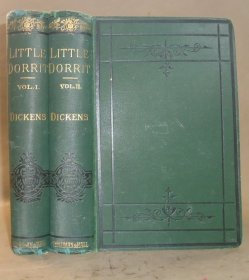 LITTLE
DORRIT
VOL. I.
DICKENS
LITTLE
DORRIT
VOL. II.
DICKENS